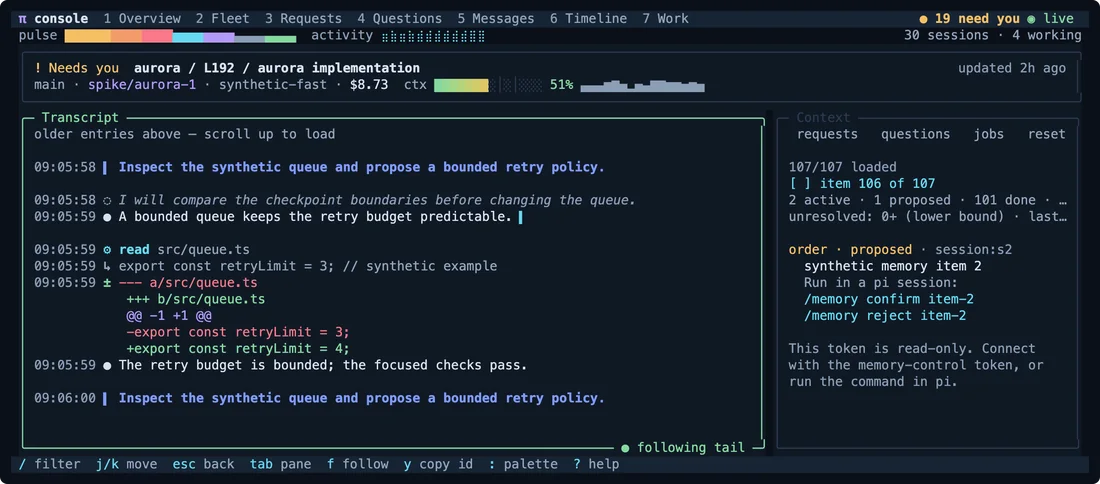 π console 1 Overview 2 Fleet 3 Requests 4 Questions 5 Messages 6 Timeline 7 Work ● 19 need you ◉ live
pulse activity 30 sessions · 4 working
! Needs you aurora / L192 / aurora implementation updated 2h ago
main · spike/aurora-1 · synthetic-fast · $8.73 ctx 51%
Transcript
older entries above — scroll up to load
09:05:58 Inspect the synthetic queue and propose a bounded retry policy.
09:05:58 ◌ I will compare the checkpoint boundaries before changing the queue.
09:05:59 ● A bounded queue keeps the retry budget predictable.
09:05:59 ⚙ read src/queue.ts
09:05:59 ↳ export const retryLimit = 3; // synthetic example
09:05:59 ± --- a/src/queue.ts
+++ b/src/queue.ts
@@ -1 +1 @@
-export const retryLimit = 3;
+export const retryLimit = 4;
09:05:59 ● The retry budget is bounded; the focused checks pass.
09:06:00 Inspect the synthetic queue and propose a bounded retry policy.
● following tail
Context
requests questions jobs reset
107/107 loaded
[ ] item 106 of 107
2 active · 1 proposed · 101 done · …
unresolved: 0+ (lower bound) · last…
order · proposed · session:s2
synthetic memory item 2
Run in a pi session:
/memory confirm item-2
/memory reject item-2
This token is read-only. Connect
with the memory-control token, or
run the command in pi.
/ filter j/k move esc back tab pane f follow y copy id : palette ? help